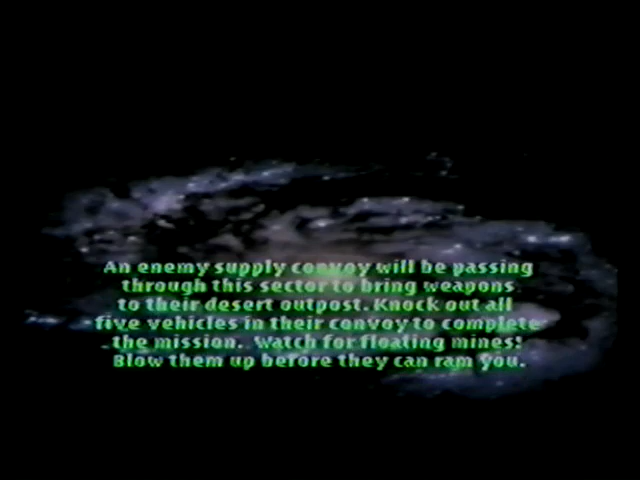 An enemy supply convoy will be passing
through this sector to bring weapons
to their desert outpost. Knock out all
five vehicles in their convoy to complete
the mission. Watch for floating mines!
Blow them up before they can ram you.